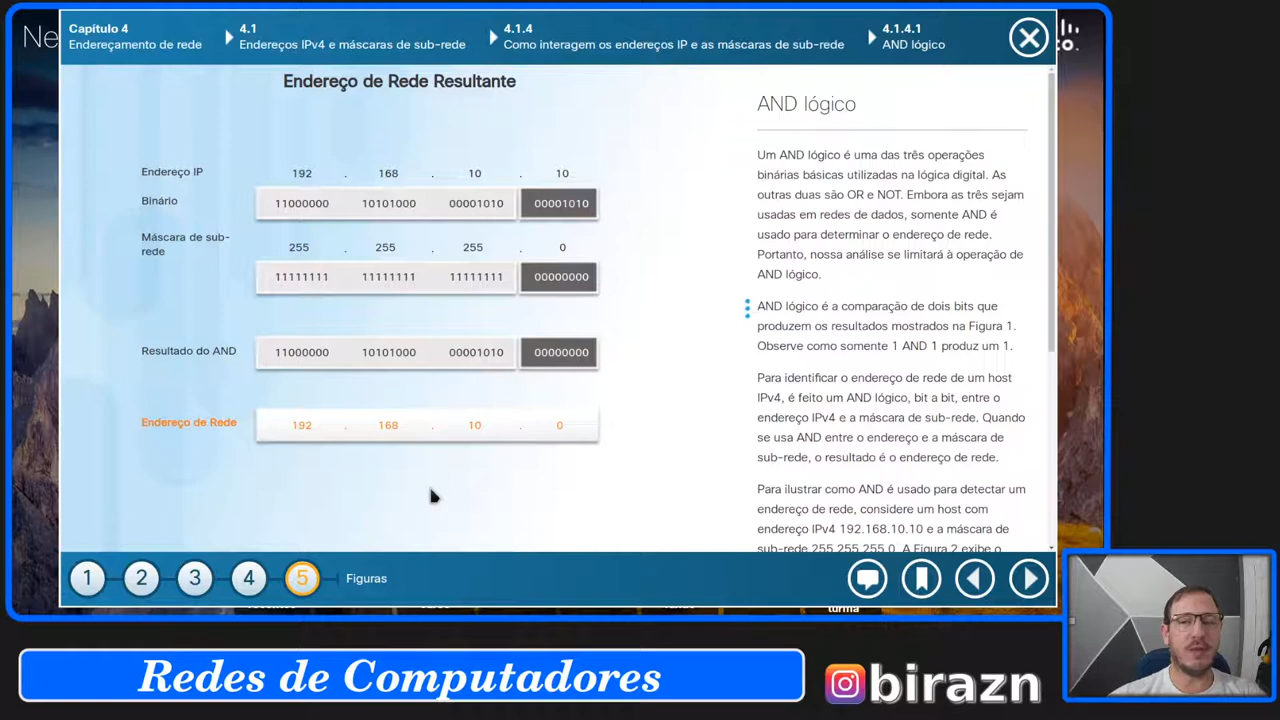 Ne
Capítulo 4
Endereçamento de rede
4.1
Endereços IPv4 e máscaras de sub-rede
4.1.4
Como interagem os endereços IP e as máscaras de sub-rede
4.1.4.1
AND lógico
Endereço de Rede Resultante
Endereço IP 192 . 168 . 10 . 10
Binário 11000000 10101000 00001010 00001010
Máscara de sub-
rede
255 . 255 . 255 . 0
11111111 11111111 11111111 00000000
Resultado do AND 11000000 10101000 00001010 00000000
Endereço de Rede 192 . 168 . 10 . 0
AND lógico
Um AND lógico é uma das três operações
binárias básicas utilizadas na lógica digital. As
outras duas são OR e NOT. Embora as três sejam
usadas em redes de dados, somente AND é
usado para determinar o endereço de rede.
Portanto, nossa análise se limitará à operação de
AND lógico.
AND lógico é a comparação de dois bits que
produzem os resultados mostrados na Figura 1.
Observe como somente 1 AND 1 produz um 1.
Para identificar o endereço de rede de um host
IPv4, é feito um AND lógico, bit a bit, entre o
endereço IPv4 e a máscara de sub-rede. Quando
se usa AND entre o endereço e a máscara de
sub-rede, o resultado é o endereço de rede.
Para ilustrar como AND é usado para detectar um
endereço de rede, considere um host com
endereço IPv4 192.168.10.10 e a máscara de
sub-rede 255.255.255.0. A Figura 2 exibe o
1 2 3 4 5 Figuras
turma
Redes de Computadores
birazn